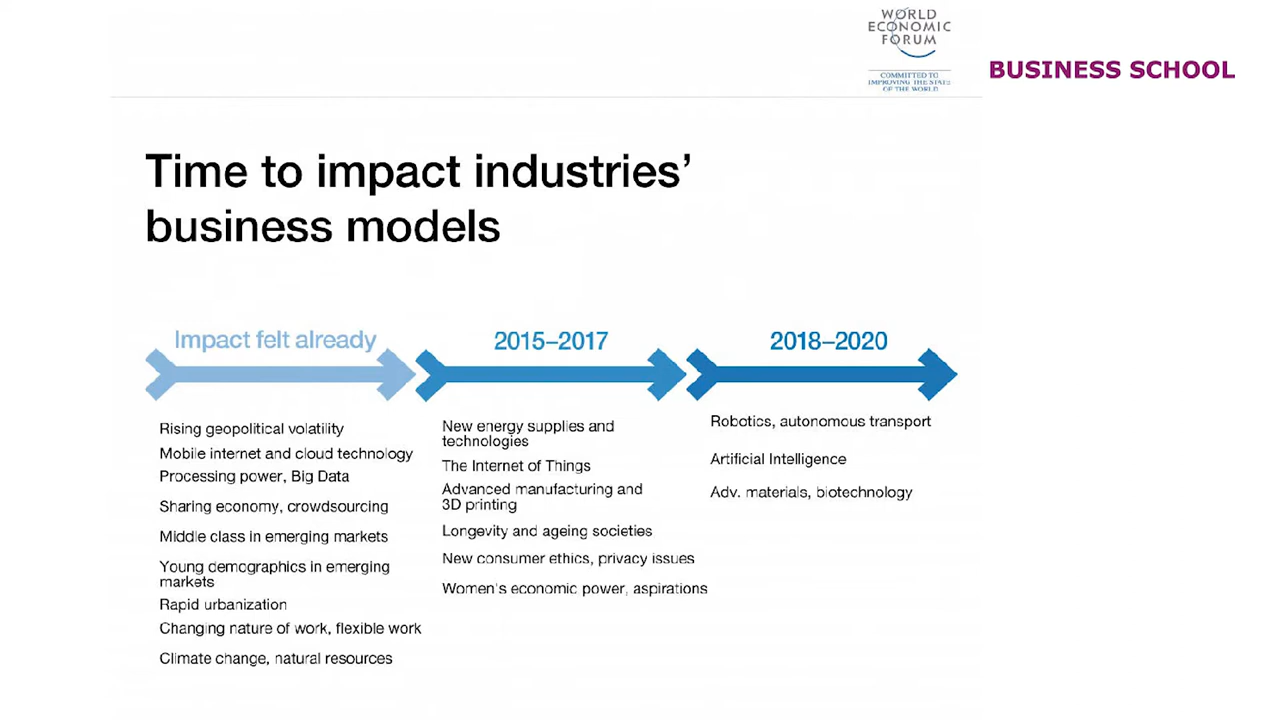 WORLD
ECONOMIC
FORUM
COMMITTED TO
IMPROVING THE STATE
OF THE WORLD
BUSINESS SCHOOL
Time to impact industries’
business models
Impact felt already
Rising geopolitical volatility
Mobile internet and cloud technology
Processing power, Big Data
Sharing economy, crowdsourcing
Middle class in emerging markets
Young demographics in emerging
markets
Rapid urbanization
Changing nature of work, flexible work
Climate change, natural resources
2015–2017
New energy supplies and
technologies
The Internet of Things
Advanced manufacturing and
3D printing
Longevity and ageing societies
New consumer ethics, privacy issues
Women's economic power, aspirations
2018–2020
Robotics, autonomous transport
Artificial Intelligence
Adv. materials, biotechnology